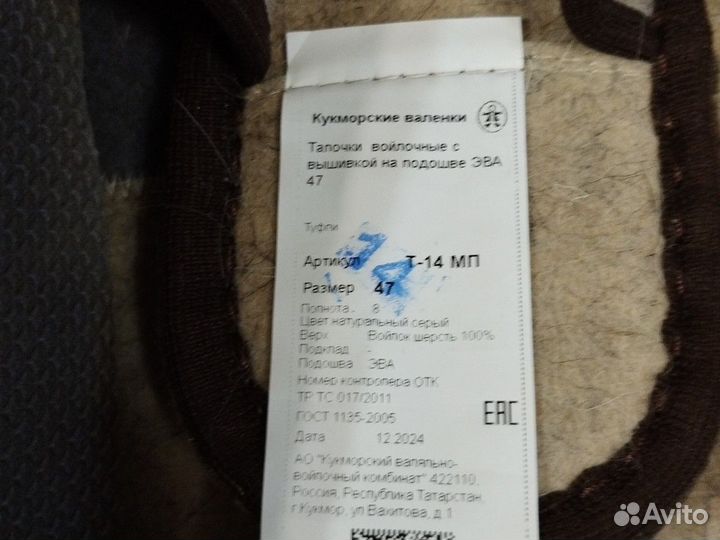 Кукморские валенки
Тапочки войлочные с
вышивкой на подошве ЭВА
47
Туфли
Артикул Т-14 МП
Размер 47
Полнота. 8
Цвет натуральный серый
Верх Войлок шерсть 100%
Подклад -
Подошва ЭВА
Номер контролера ОТК
ТР ТС 017/2011
ГОСТ 1135-2005
EAC
Дата 12.2024
АО "Кукморский валяльно-
войлочный комбинат" 422110,
Россия, Республика Татарстан,
г.Кукмор, ул.Вахитова, д.1
Avito